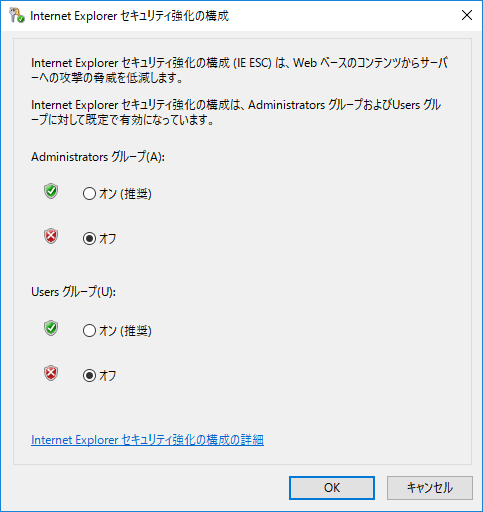 Internet Explorer セキュリティ強化の構成
Internet Explorer セキュリティ強化の構成 (IE ESC) は、Web ベースのコンテンツからサーバ
ーへの攻撃の脅威を低減します。
Internet Explorer セキュリティ強化の構成は、Administrators グループおよびUsers グル
ープに対して既定で有効になっています。
Administrators グループ(A):
オン (推奨)
オフ
Users グループ(U):
オン (推奨)
オフ
Internet Explorer セキュリティ強化の構成の詳細
OK
キャンセル